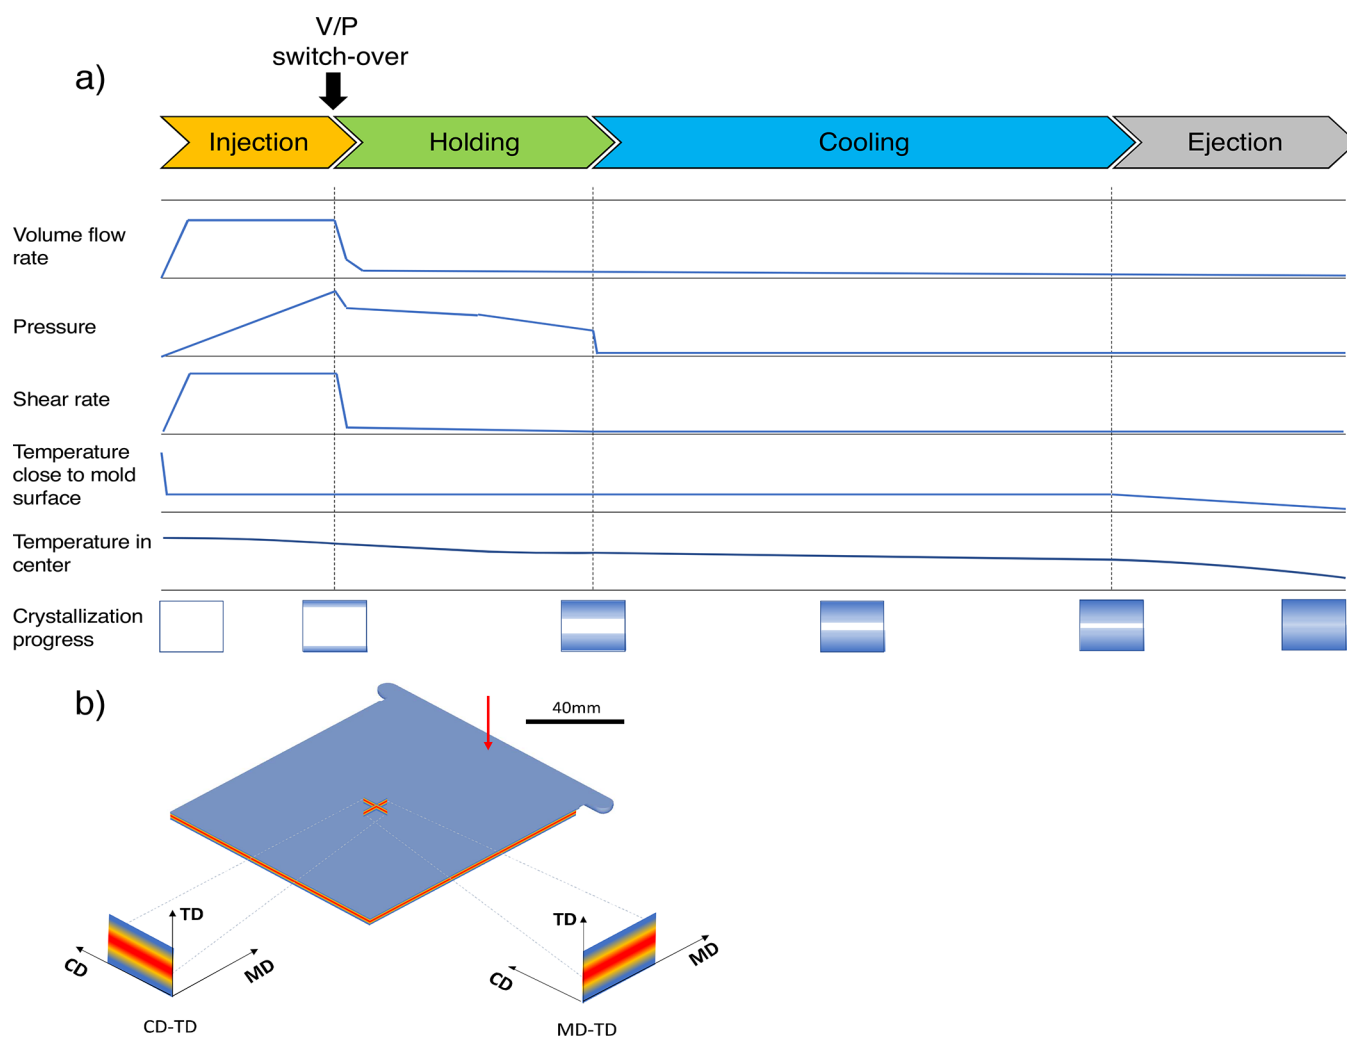 V/P
switch-over
a)
Injection
Holding
Cooling
Ejection
Volume flow
rate
Pressure
Shear rate
Temperature
close to mold
surface
Temperature in
center
Crystallization
progress
b)
40mm
TD
CD
MD
CD-TD
TD
CD
MD
MD-TD